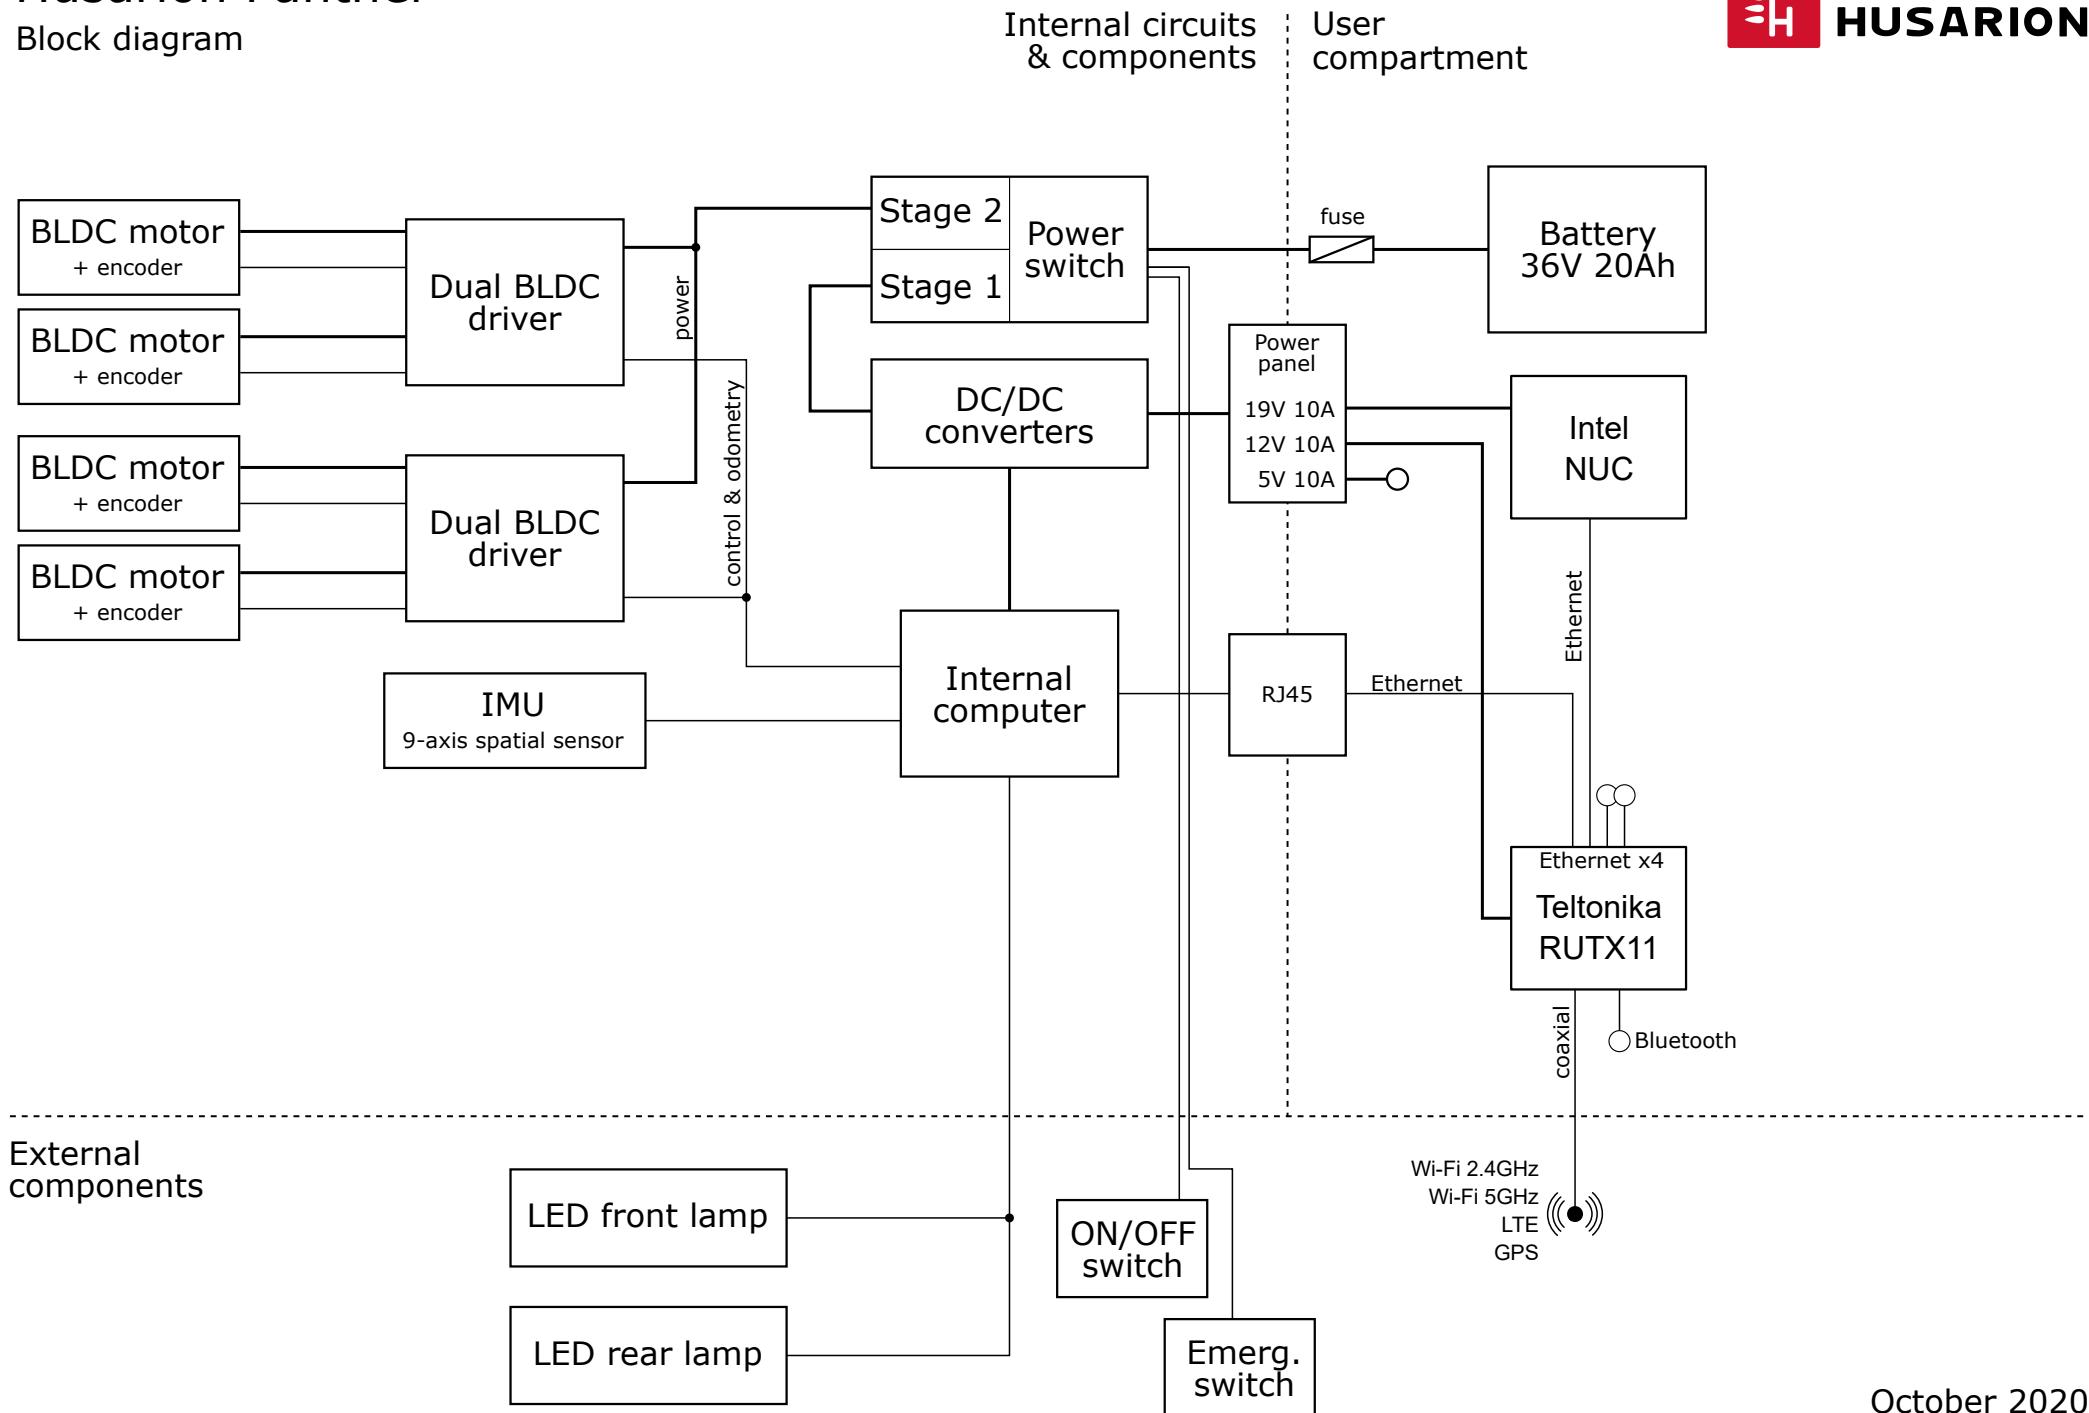 Husarion Panther
Block diagram
Internal circuits
& components
User
compartment
HUSARION
BLDC motor
+ encoder
BLDC motor
+ encoder
BLDC motor
+ encoder
BLDC motor
+ encoder
Dual BLDC
driver
Dual BLDC
driver
power
control & odometry
Stage 2
Stage 1
Power
switch
fuse
Battery
36V 20Ah
DC/DC
converters
Power
panel
19V 10A
12V 10A
5V 10A
Intel
NUC
Ethernet
IMU
9-axis spatial sensor
Internal
computer
RJ45
Ethernet
Ethernet x4
Teltonika
RUTX11
coaxial
Bluetooth
External
components
LED front lamp
LED rear lamp
ON/OFF
switch
Emerg.
switch
Wi-Fi 2.4GHz
Wi-Fi 5GHz
LTE
GPS
October 2020